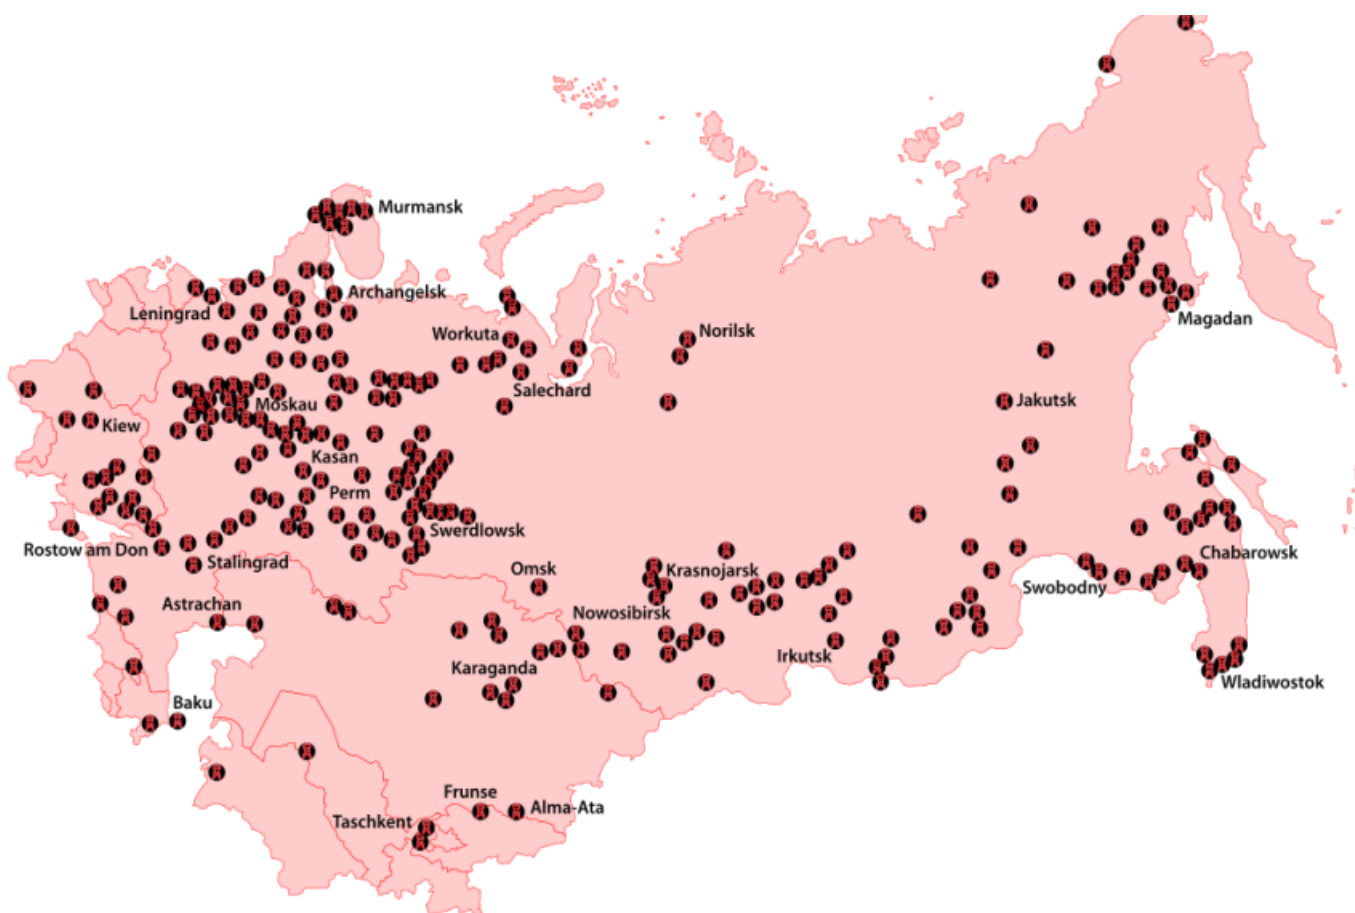 Murmansk
Archangelsk
Leningrad
Workuta
Norilsk
Magadan
Salechard
Moskau
Jakutsk
Kiew
Kasan
Perm
Swerdlowsk
Rostow am Don
Stalingrad
Chabarowsk
Omsk
Krasnojarsk
Swobodny
Astrachan
Nowosibirsk
Irkutsk
Karaganda
Wladiwostok
Baku
Frunse
Alma-Ata
Taschkent